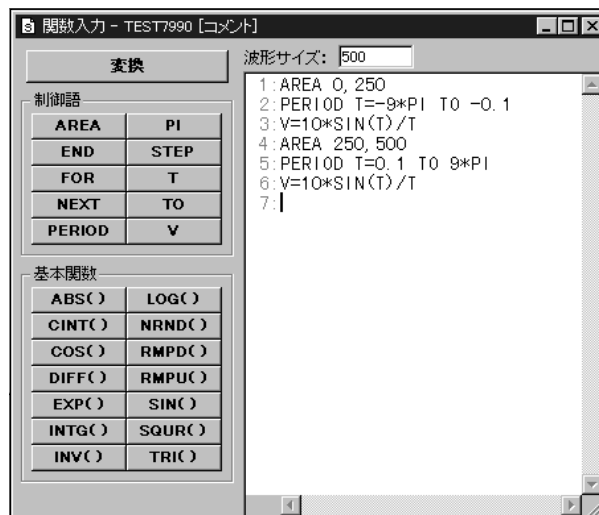 関数入力 - TEST7990 [コメント]
変換
波形サイズ: 500
制御語
AREA PI
END STEP
FOR T
NEXT TO
PERIOD V
基本関数
ABS( ) LOG( )
CINT( ) NRND( )
COS( ) RMPD( )
DIFF( ) RMPU( )
EXP( ) SIN( )
INTG( ) SQUR( )
INV( ) TRI( )
1:AREA 0,250
2:PERIOD T=-9*PI TO -0.1
3:V=10*SIN(T)/T
4:AREA 250,500
5:PERIOD T=0.1 TO 9*PI
6:V=10*SIN(T)/T
7: